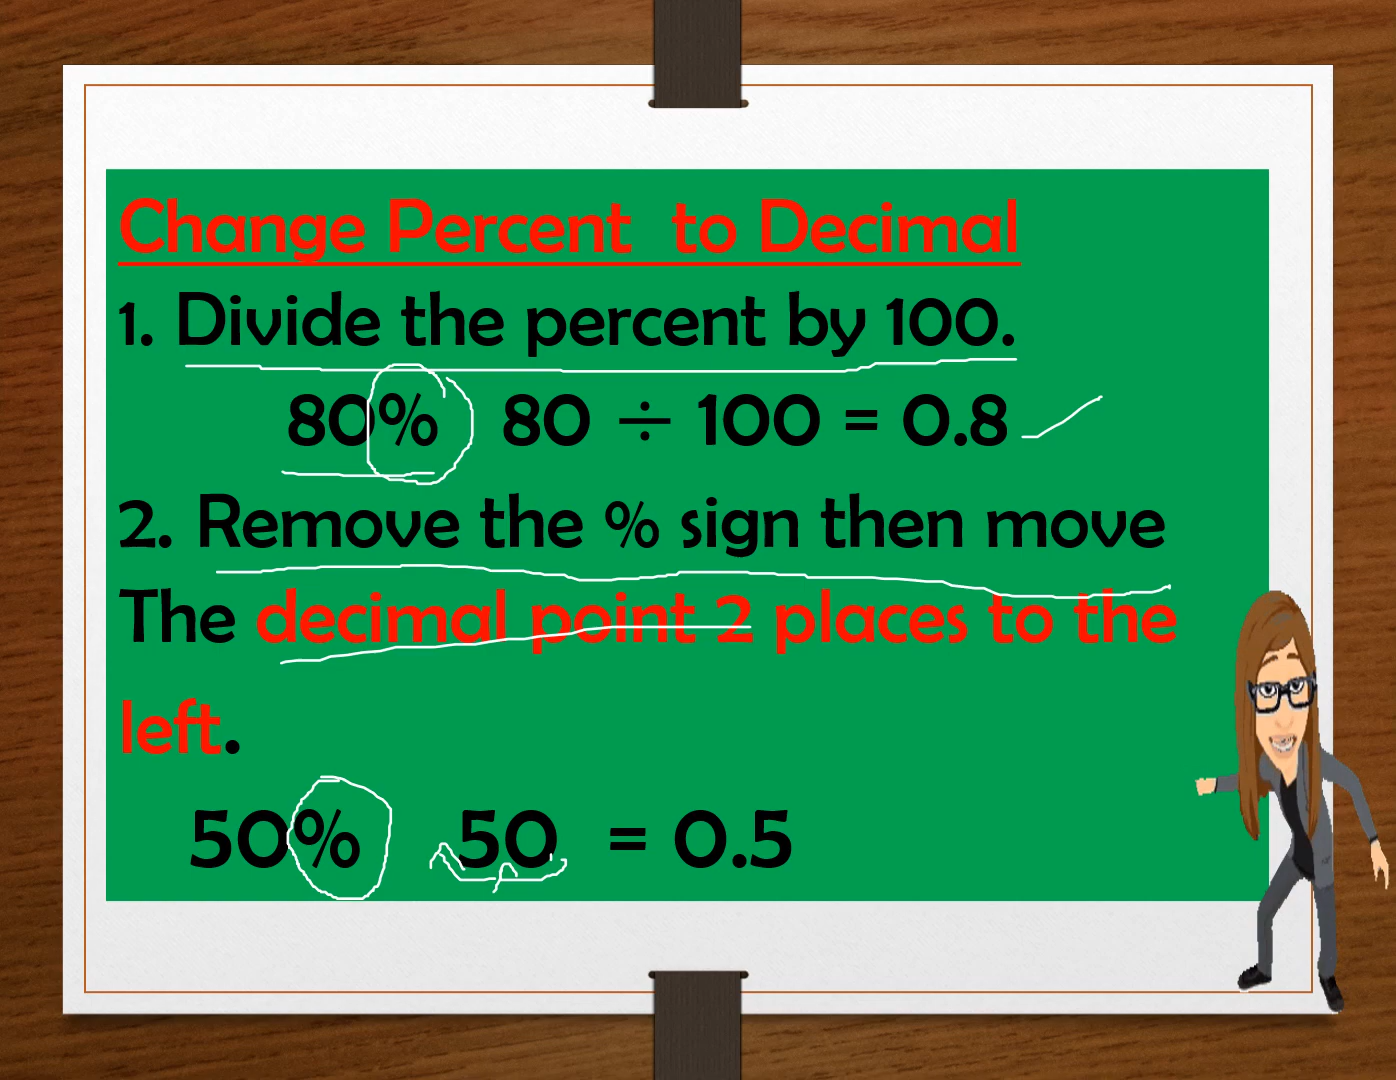 Change Percent to Decimal
1. Divide the percent by 100.
80% 80 ÷ 100 = 0.8
2. Remove the % sign then move
The decimal point 2 places to the
left.
50% 50 = 0.5